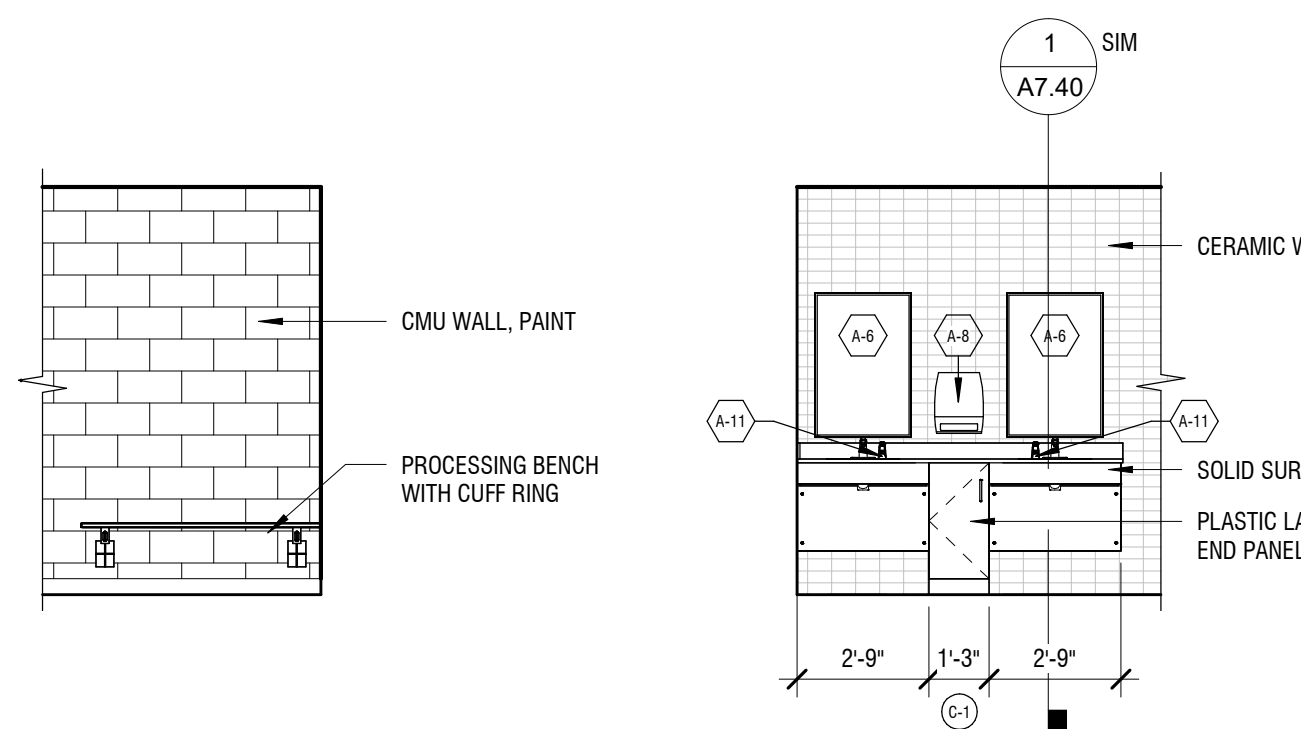 1
SIM
A7.40
CERAMIC W
CMU WALL, PAINT
A-6
A-8
A-6
A-11
A-11
PROCESSING BENCH
WITH CUFF RING
SOLID SUR
PLASTIC LA
END PANEL
2'-9"
1'-3"
2'-9"
C-1